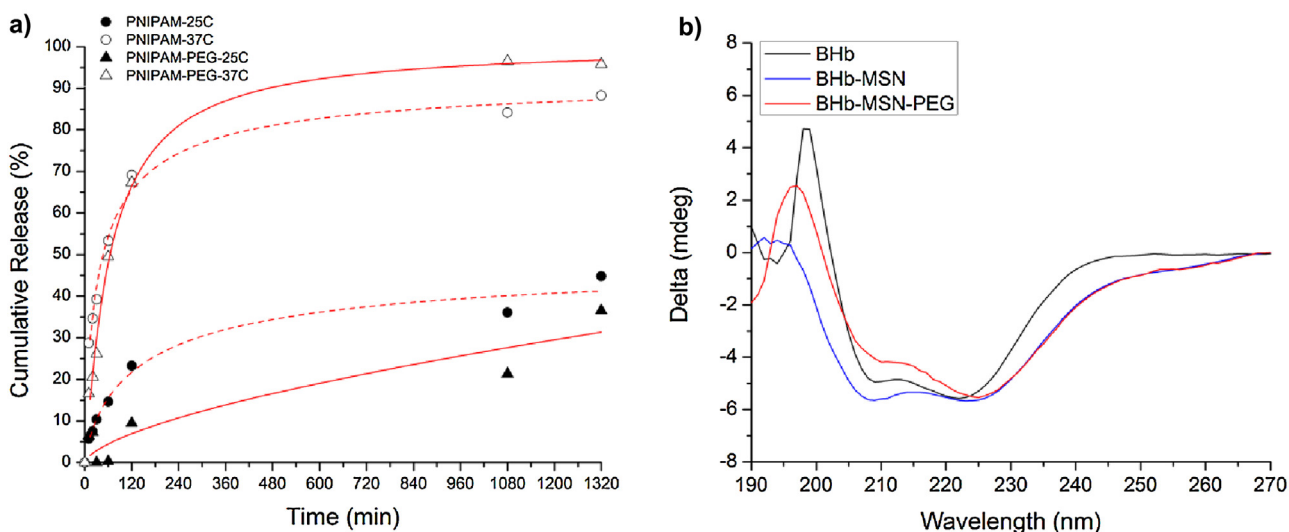 a)
PNIPAM-25C
PNIPAM-37C
PNIPAM-PEG-25C
PNIPAM-PEG-37C
100
90
80
70
60
50
40
30
20
10
0
Cumulative Release (%)
0 120 240 360 480 600 720 840 960 1080 1200 1320
Time (min)
b)
BHb
BHb-MSN
BHb-MSN-PEG
8
6
4
2
0
-2
-4
-6
-8
Delta (mdeg)
190 200 210 220 230 240 250 260 270
Wavelength (nm)